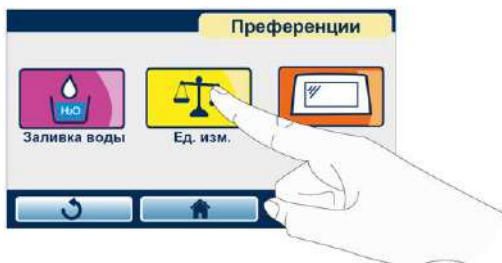 Преференции
H₂O
Заливка воды
Ед. изм.